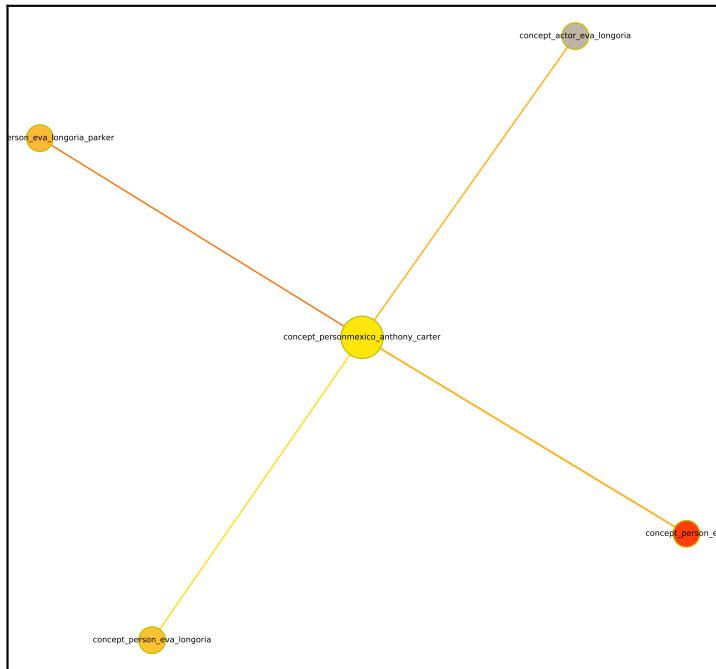 concept_actor_eva_longoria
erson_eva_longoria_parker
concept_personmexico_anthony_carter
concept_person_e
concept_person_eva_longoria